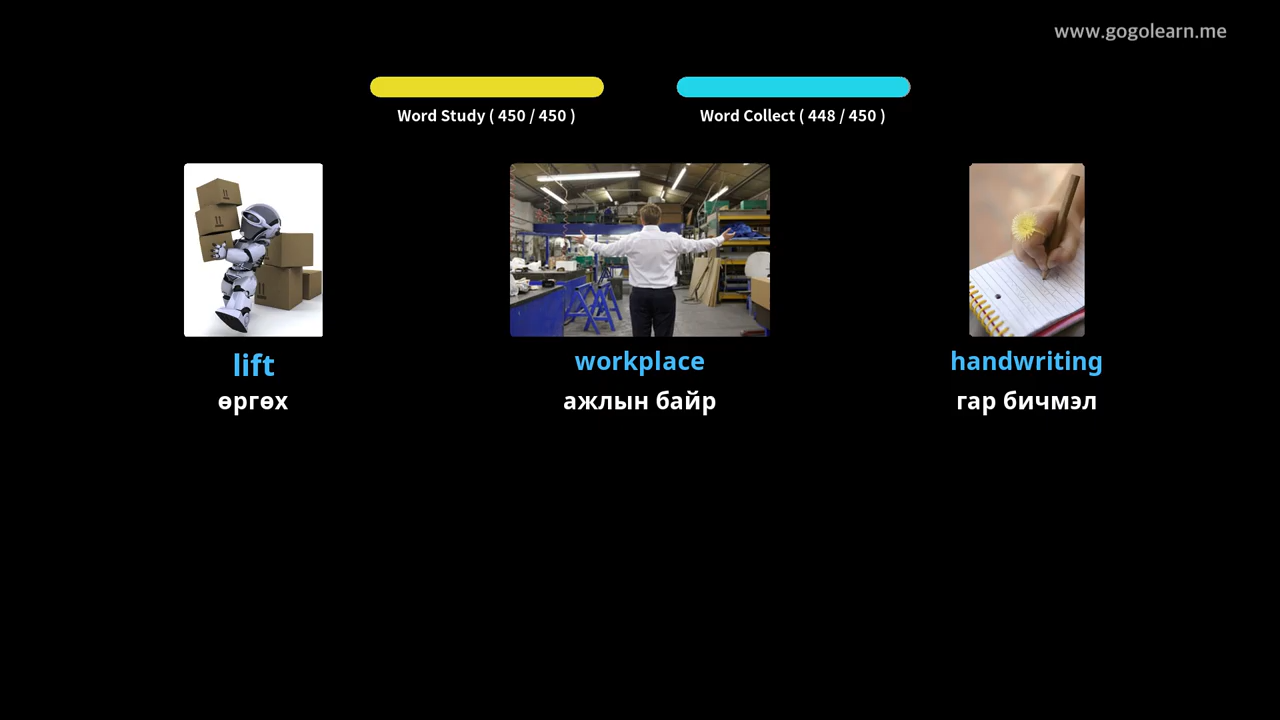 www.gogolearn.me
Word Study ( 450 / 450 )
Word Collect ( 448 / 450 )
lift
workplace
handwriting
өргөх
ажлын байр
гар бичмэл